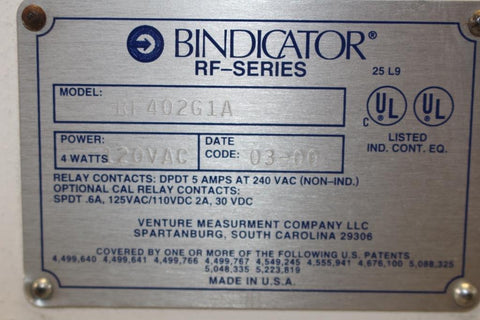 BINDICATOR®
RF-SERIES
25 L9
MODEL:
RF402G1A
C UL UL
LISTED
IND. CONT. EQ.
POWER:
4 WATTS 120VAC
DATE
CODE: 03-00
RELAY CONTACTS: DPDT 5 AMPS AT 240 VAC (NON-IND.)
OPTIONAL CAL RELAY CONTACTS:
SPDT .6A, 125VAC/110VDC 2A, 30 VDC
VENTURE MEASURMENT COMPANY LLC
SPARTANBURG, SOUTH CAROLINA 29306
COVERED BY ONE OR MORE OF THE FOLLOWING U.S. PATENTS
4,499,640 4,499,641 4,499,766 4,499,767 4,549,245 4,555,941 4,676,100 5,088,325
5,048,335 5,223,819
MADE IN U.S.A.